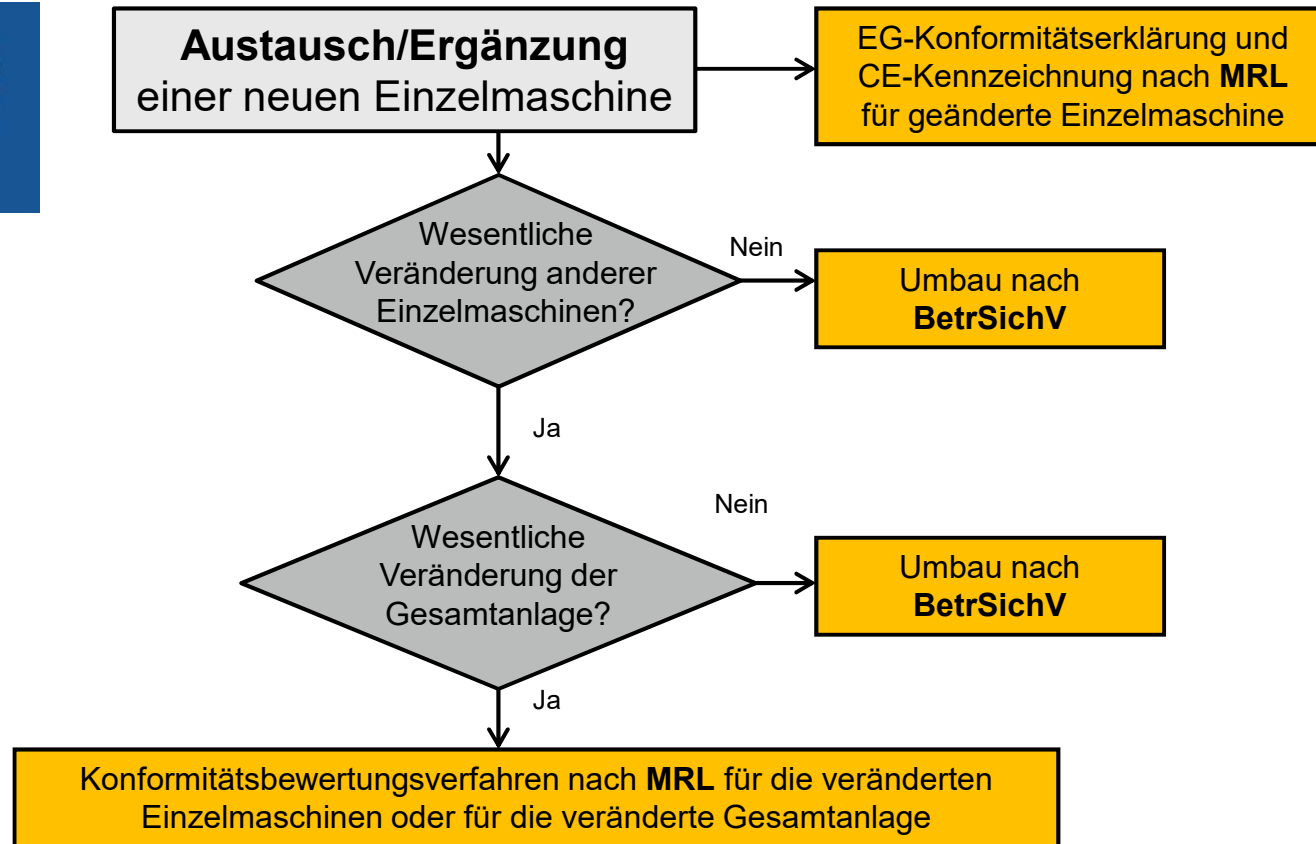 Austausch/Ergänzung
einer neuen Einzelmaschine
EG-Konformitätserklärung und
CE-Kennzeichnung nach MRL
für geänderte Einzelmaschine
Wesentliche
Veränderung anderer
Einzelmaschinen?
Nein
Umbau nach
BetrSichV
Ja
Wesentliche
Veränderung der
Gesamtanlage?
Nein
Umbau nach
BetrSichV
Ja
Konformitätsbewertungsverfahren nach MRL für die veränderten
Einzelmaschinen oder für die veränderte Gesamtanlage